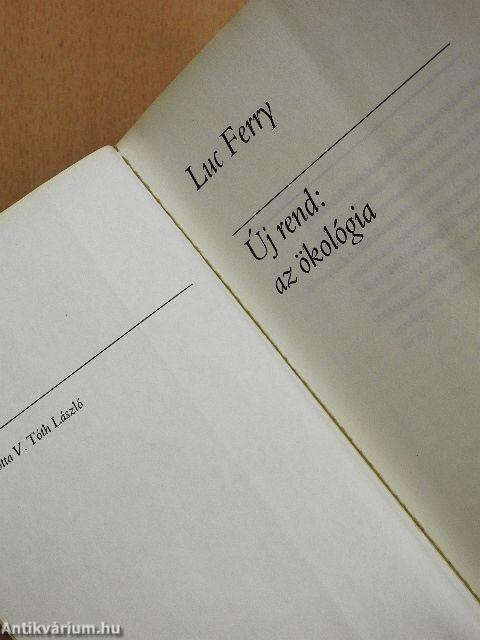 Luc Ferry
Új rend:
az ökológia
V. Tóth László
Antikvárium.hu